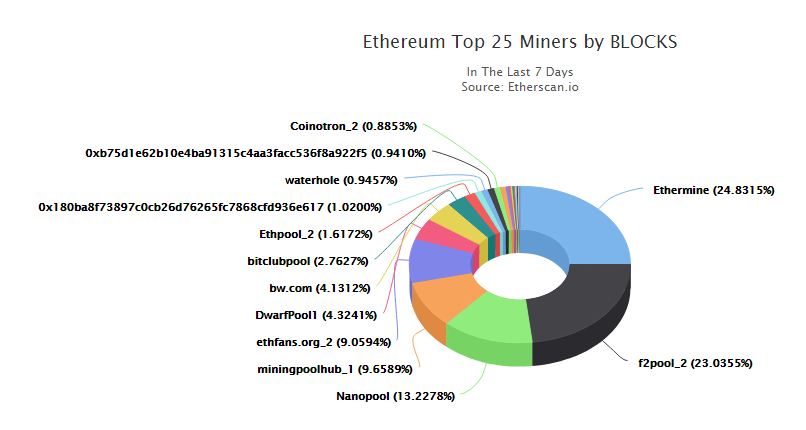 Ethereum Top 25 Miners by BLOCKS
In The Last 7 Days
Source: Etherscan.io
Coinotron_2 (0.8853%)
0xb75d1e62b10e4ba91315c4aa3facc536f8a922f5 (0.9410%)
waterhole (0.9457%)
0x180ba8f73897c0cb26d76265fc7868cfd936e617 (1.0200%)
Ethpool_2 (1.6172%)
bitclubpool (2.7627%)
bw.com (4.1312%)
DwarfPool1 (4.3241%)
ethfans.org_2 (9.0594%)
miningpoolhub_1 (9.6589%)
Nanopool (13.2278%)
Ethermine (24.8315%)
f2pool_2 (23.0355%)